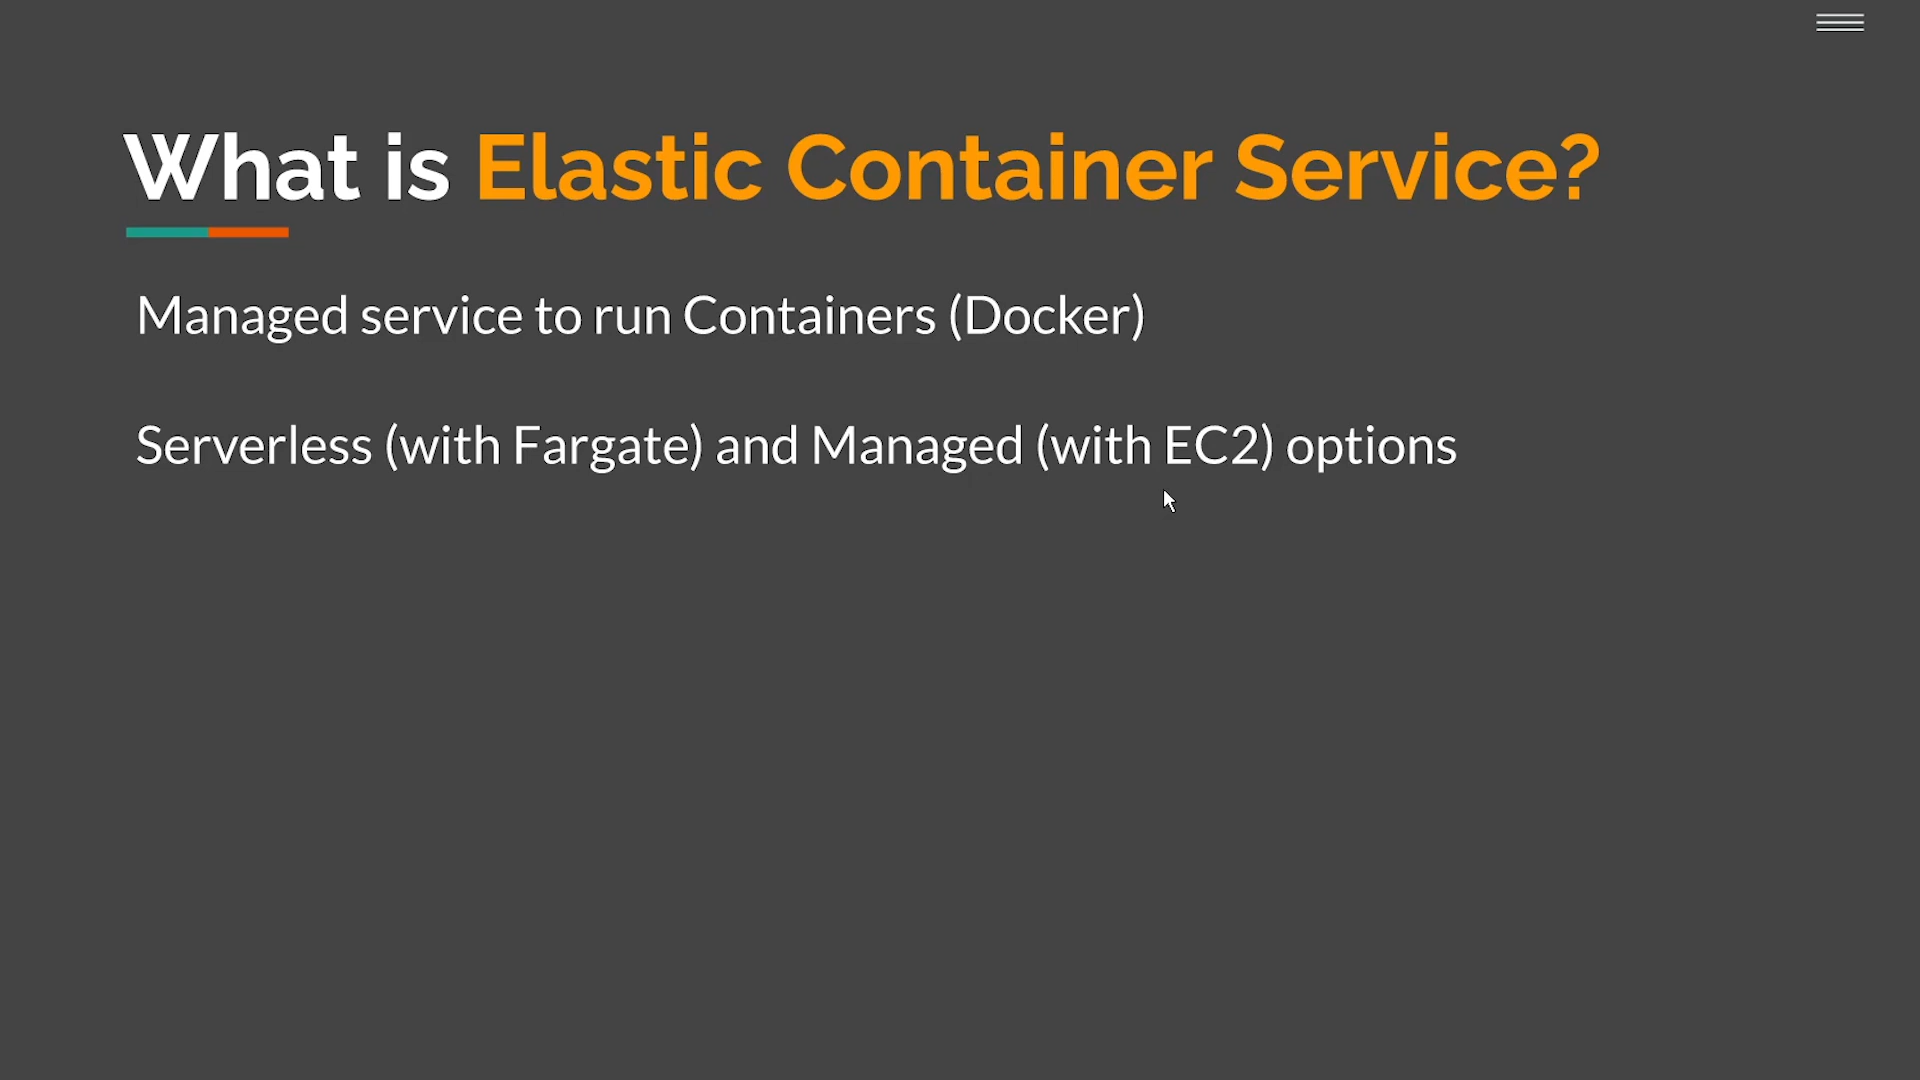 What is Elastic Container Service?
Managed service to run Containers (Docker)
Serverless (with Fargate) and Managed (with EC2) options